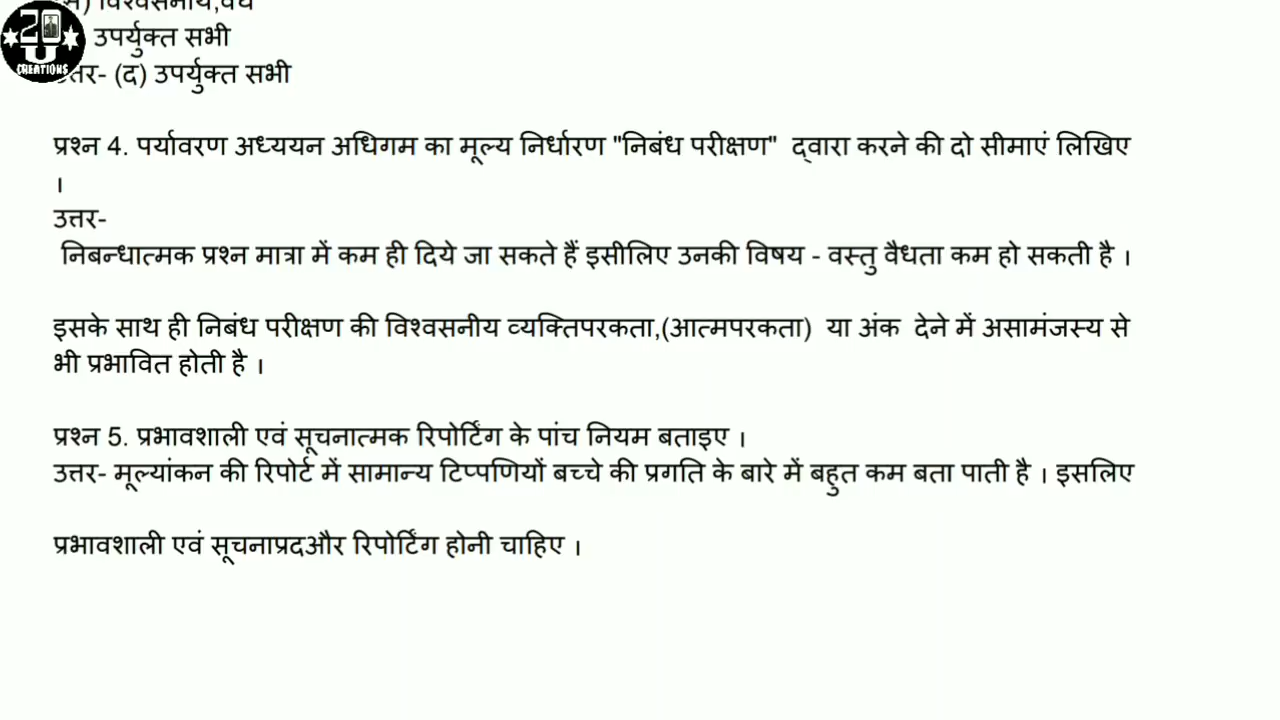 विश्वसनीय,वैध
उपर्युक्त सभी
उत्तर- (द) उपर्युक्त सभी
प्रश्न 4. पर्यावरण अध्ययन अधिगम का मूल्य निर्धारण "निबंध परीक्षण" द्वारा करने की दो सीमाएं लिखिए
।
उत्तर-
निबन्धात्मक प्रश्न मात्रा में कम ही दिये जा सकते हैं इसीलिए उनकी विषय - वस्तु वैधता कम हो सकती है ।
इसके साथ ही निबंध परीक्षण की विश्वसनीय व्यक्तिपरकता,(आत्मपरकता) या अंक देने में असामंजस्य से
भी प्रभावित होती है ।
प्रश्न 5. प्रभावशाली एवं सूचनात्मक रिपोर्टिंग के पांच नियम बताइए ।
उत्तर- मूल्यांकन की रिपोर्ट में सामान्य टिप्पणियों बच्चे की प्रगति के बारे में बहुत कम बता पाती है । इसलिए
प्रभावशाली एवं सूचनाप्रदऔर रिपोर्टिंग होनी चाहिए ।
20
U
CREATIONS